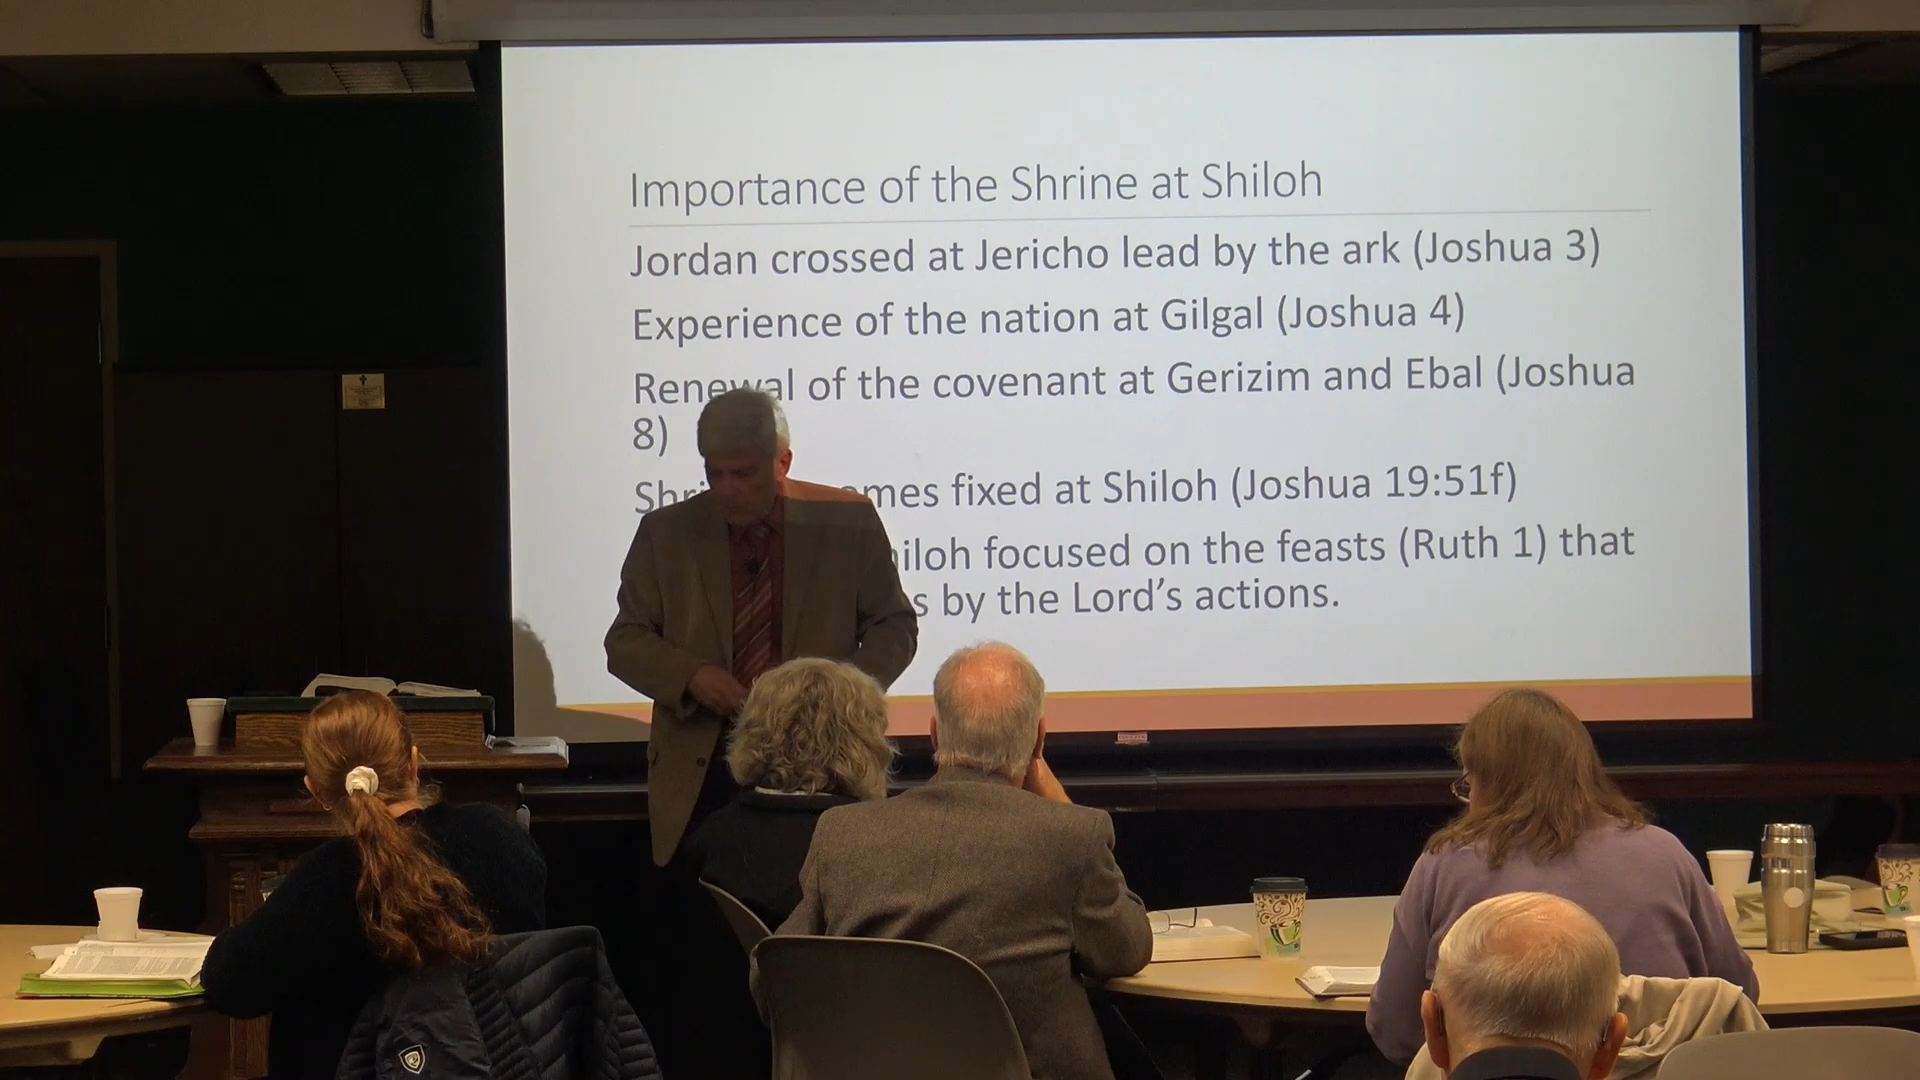 Importance of the Shrine at Shiloh
Jordan crossed at Jericho lead by the ark (Joshua 3)
Experience of the nation at Gilgal (Joshua 4)
Renewal of the covenant at Gerizim and Ebal (Joshua
8)
fixed at Shiloh (Joshua 19:51f)
focused on the feasts (Ruth 1) that
by the Lord's actions.